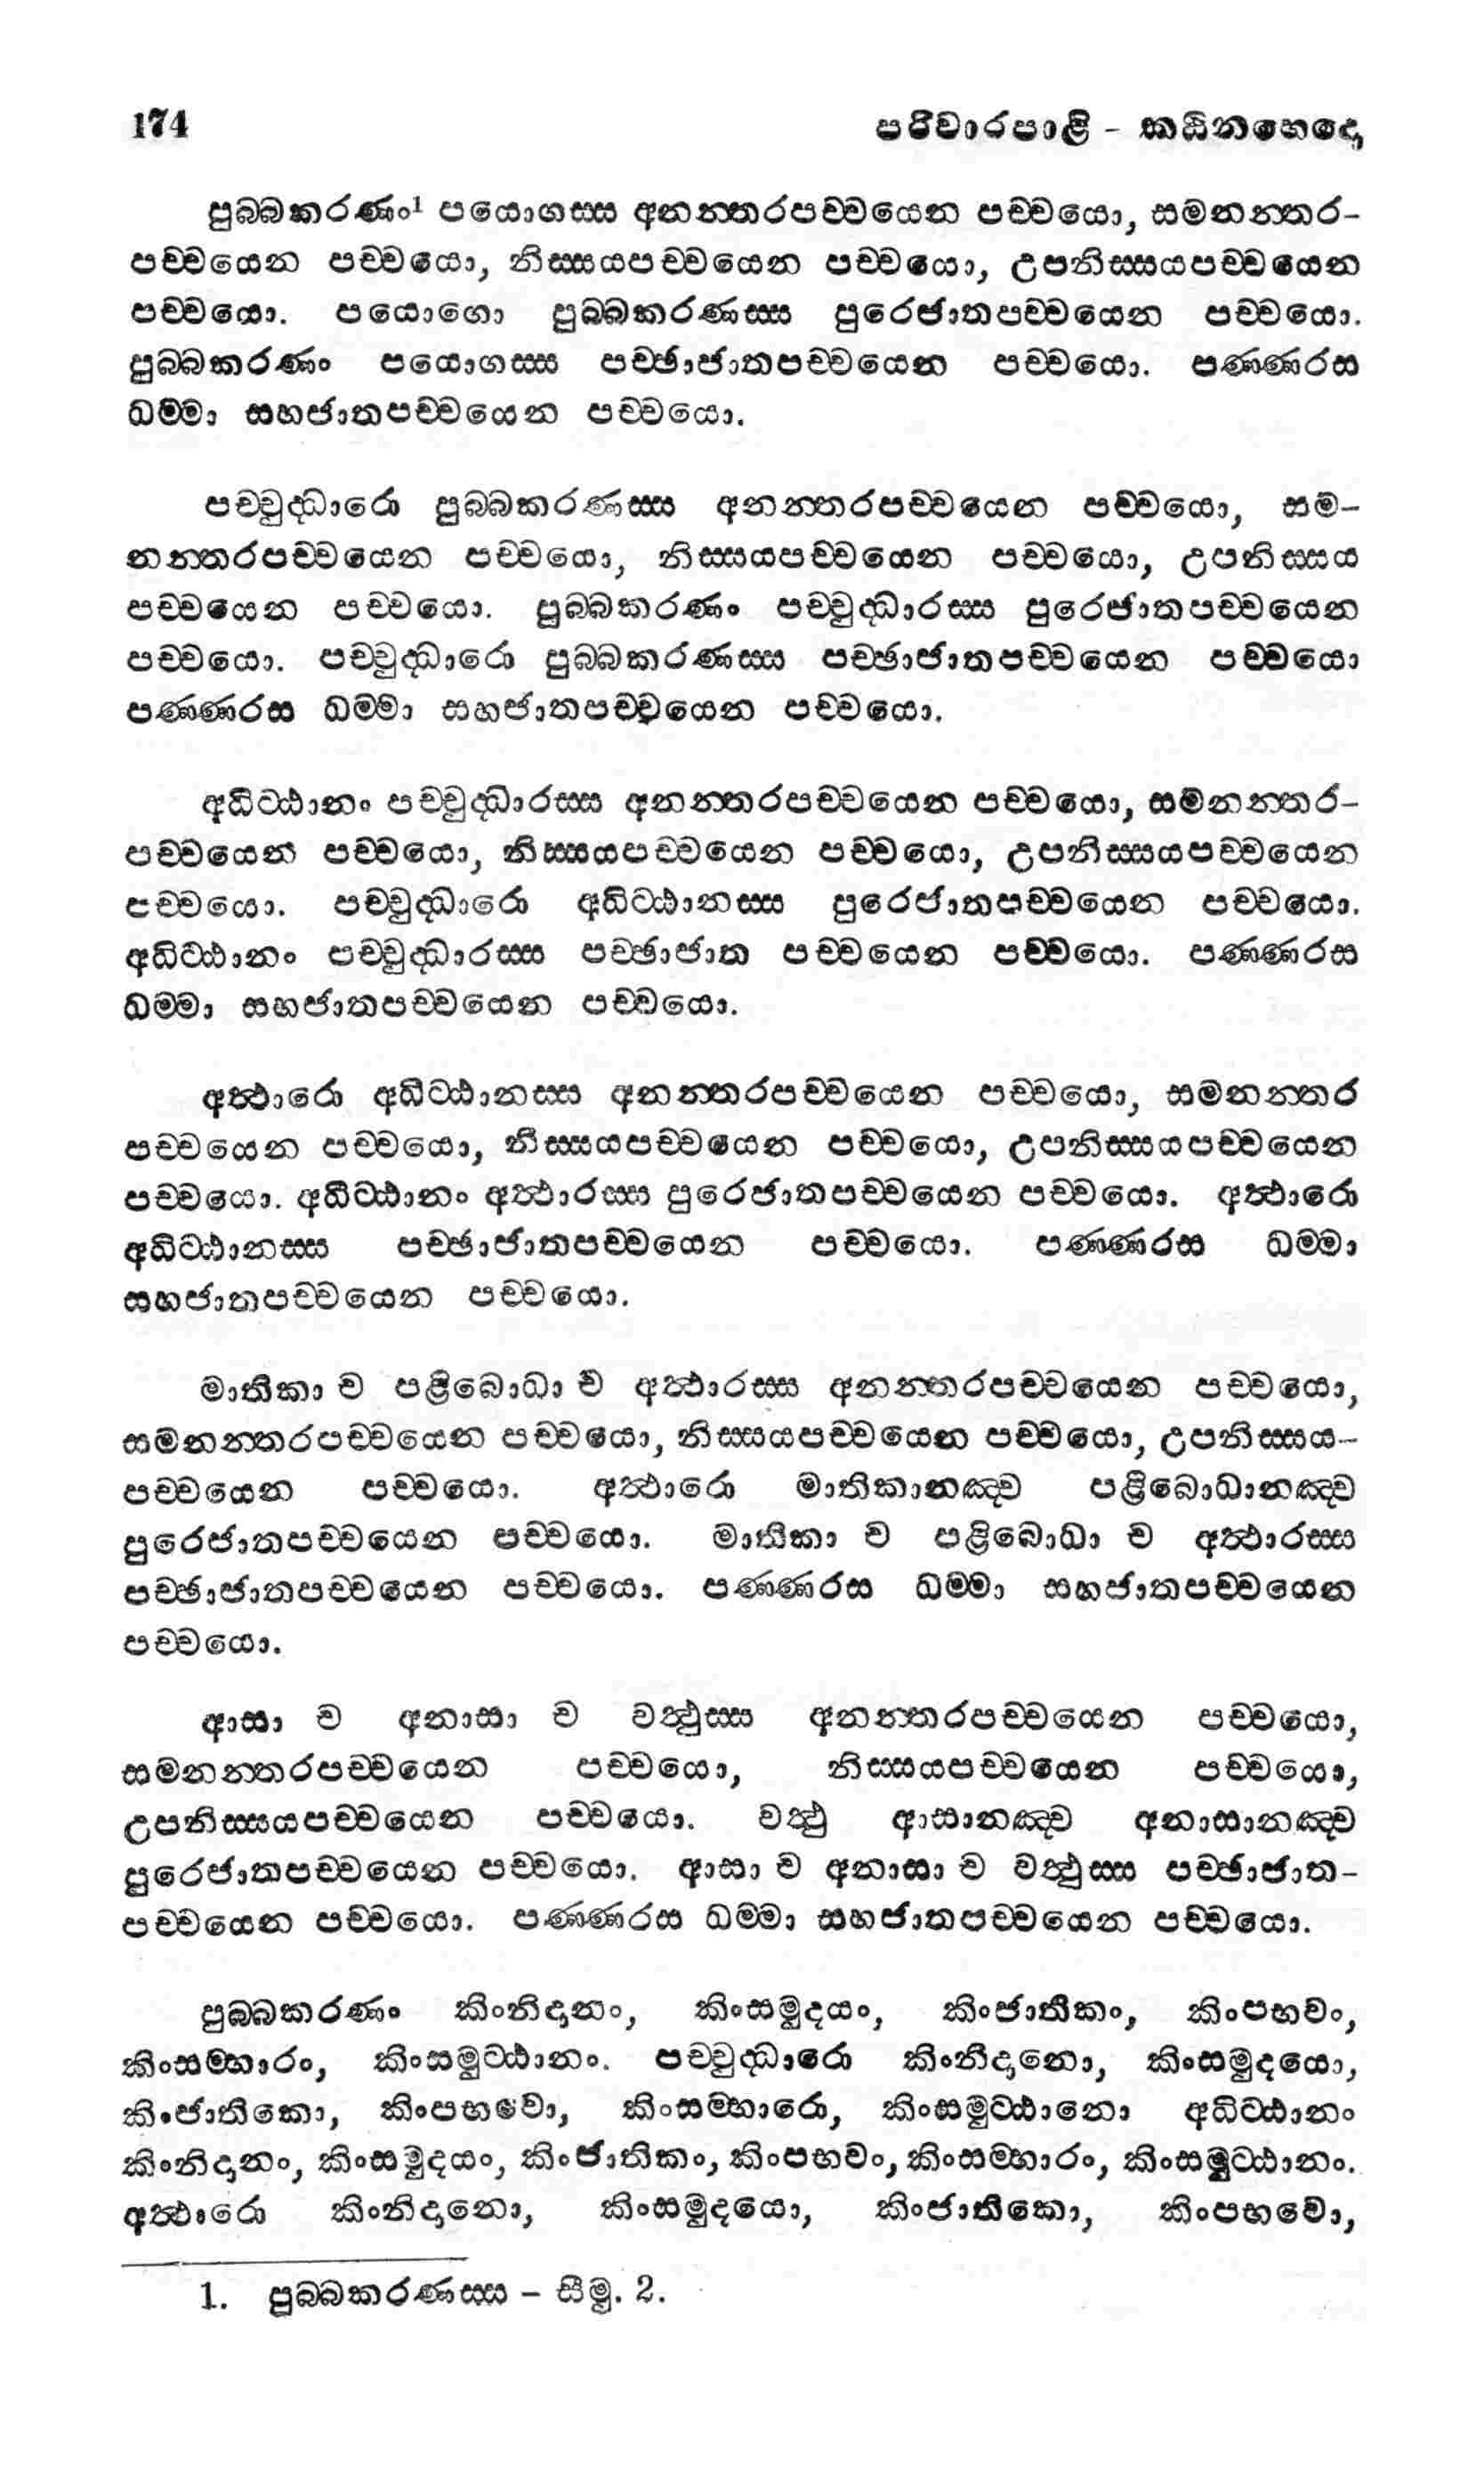 174 පරිවාරපාළි - කඨිනභෙදො
පුබ්බකරණං¹ පයොගස්ස අනන්තරපච්චයෙන පච්චයො, සමනන්තර-
පච්චයෙන පච්චයො, නිස්සයපච්චයෙන පච්චයො, උපනිස්සයපච්චයෙන
පච්චයො. පයොගො පුබ්බකරණස්ස පුරෙජාතපච්චයෙන පච්චයො.
පුබ්බකරණං පයොගස්ස පච්ඡාජාතපච්චයෙන පච්චයො. පණ්ණරස
ධම්මා සහජාතපච්චයෙන පච්චයො.
පච්චුද්ධාරො පුබ්බකරණස්ස අනන්තරපච්චයෙන පච්චයො, සම-
නන්තරපච්චයෙන පච්චයො, නිස්සයපච්චයෙන පච්චයො, උපනිස්සය
පච්චයෙන පච්චයො. පුබ්බකරණං පච්චුද්ධාරස්ස පුරෙජාතපච්චයෙන
පච්චයො. පච්චුද්ධාරො පුබ්බකරණස්ස පච්ඡාජාතපච්චයෙන පච්චයො
පණ්ණරස ධම්මා සහජාතපච්චයෙන පච්චයො.
අධිට්ඨානං පච්චුද්ධාරස්ස අනන්තරපච්චයෙන පච්චයො, සමනන්තර-
පච්චයෙන පච්චයො, නිස්සයපච්චයෙන පච්චයො, උපනිස්සයපච්චයෙන
පච්චයො. පච්චුද්ධාරො අධිට්ඨානස්ස පුරෙජාතපච්චයෙන පච්චයො.
අධිට්ඨානං පච්චුද්ධාරස්ස පච්ඡාජාත පච්චයෙන පච්චයො. පණ්ණරස
ධම්මා සහජාතපච්චයෙන පච්චයො.
අත්ථාරො අධිට්ඨානස්ස අනන්තරපච්චයෙන පච්චයො, සමනන්තර
පච්චයෙන පච්චයො, නිස්සයපච්චයෙන පච්චයො, උපනිස්සයපච්චයෙන
පච්චයො. අධිට්ඨානං අත්ථාරස්ස පුරෙජාතපච්චයෙන පච්චයො. අත්ථාරො
අධිට්ඨානස්ස පච්ඡාජාතපච්චයෙන පච්චයො. පණ්ණරස ධම්මා
සහජාතපච්චයෙන පච්චයො.
මාතිකා ච පළිබොධා ච අත්ථාරස්ස අනන්තරපච්චයෙන පච්චයො,
සමනන්තරපච්චයෙන පච්චයො, නිස්සයපච්චයෙන පච්චයො, උපනිස්සය-
පච්චයෙන පච්චයො. අත්ථාරො මාතිකානඤ්ච පළිබොධානඤ්ච
පුරෙජාතපච්චයෙන පච්චයො. මාතිකා ච පළිබොධා ච අත්ථාරස්ස
පච්ඡාජාතපච්චයෙන පච්චයො. පණ්ණරස ධම්මා සහජාතපච්චයෙන
පච්චයො.
ආසා ච අනාසා ච වත්ථුස්ස අනන්තරපච්චයෙන පච්චයො,
සමනන්තරපච්චයෙන පච්චයො, නිස්සයපච්චයෙන පච්චයො,
උපනිස්සයපච්චයෙන පච්චයො. වත්ථු ආසානඤ්ච අනාසානඤ්ච
පුරෙජාතපච්චයෙන පච්චයො. ආසා ච අනාසා ච වත්ථුස්ස පච්ඡාජාත-
පච්චයෙන පච්චයො. පණ්ණරස ධම්මා සහජාතපච්චයෙන පච්චයො.
පුබ්බකරණං කිංනිදානං, කිංසමුදයං, කිංජාතිකං, කිංපභවං,
කිංසම්භාරං, කිංසමුට්ඨානං. පච්චුද්ධාරො කිංනිදානො, කිංසමුදයො,
කිංජාතිකො, කිංපභවො, කිංසම්භාරො, කිංසමුට්ඨානො අධිට්ඨානං
කිංනිදානං, කිංසමුදයං, කිංජාතිකං, කිංපභවං, කිංසම්භාරං, කිංසමුට්ඨානං.
අත්ථාරො කිංනිදානො, කිංසමුදයො, කිංජාතිකො, කිංපභවො,
1. පුබ්බකරණස්ස - සීමු. 2.